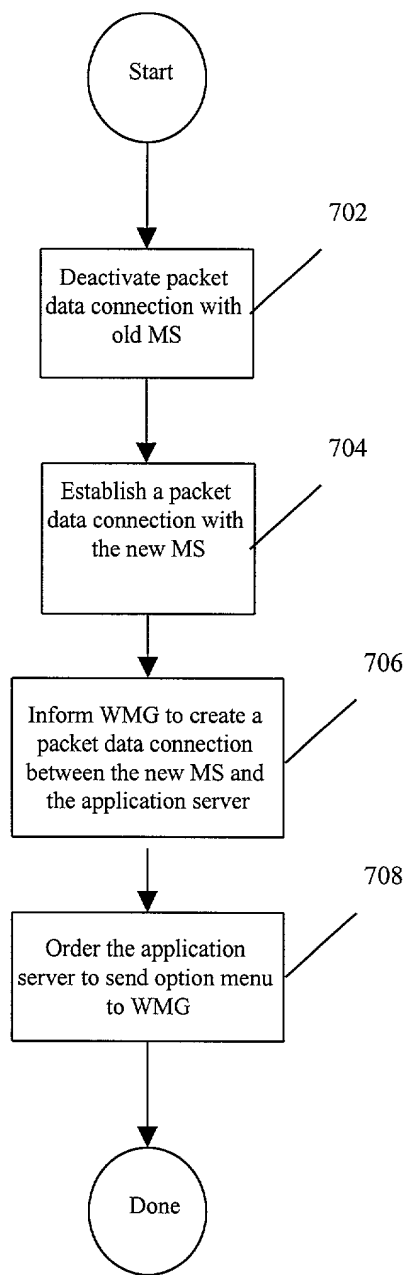 Start
702
Deactivate packet
data connection with
old MS
704
Establish a packet
data connection with
the new MS
706
Inform WMG to create a
packet data connection
between the new MS and
the application server
708
Order the application
server to send option menu
to WMG
Done